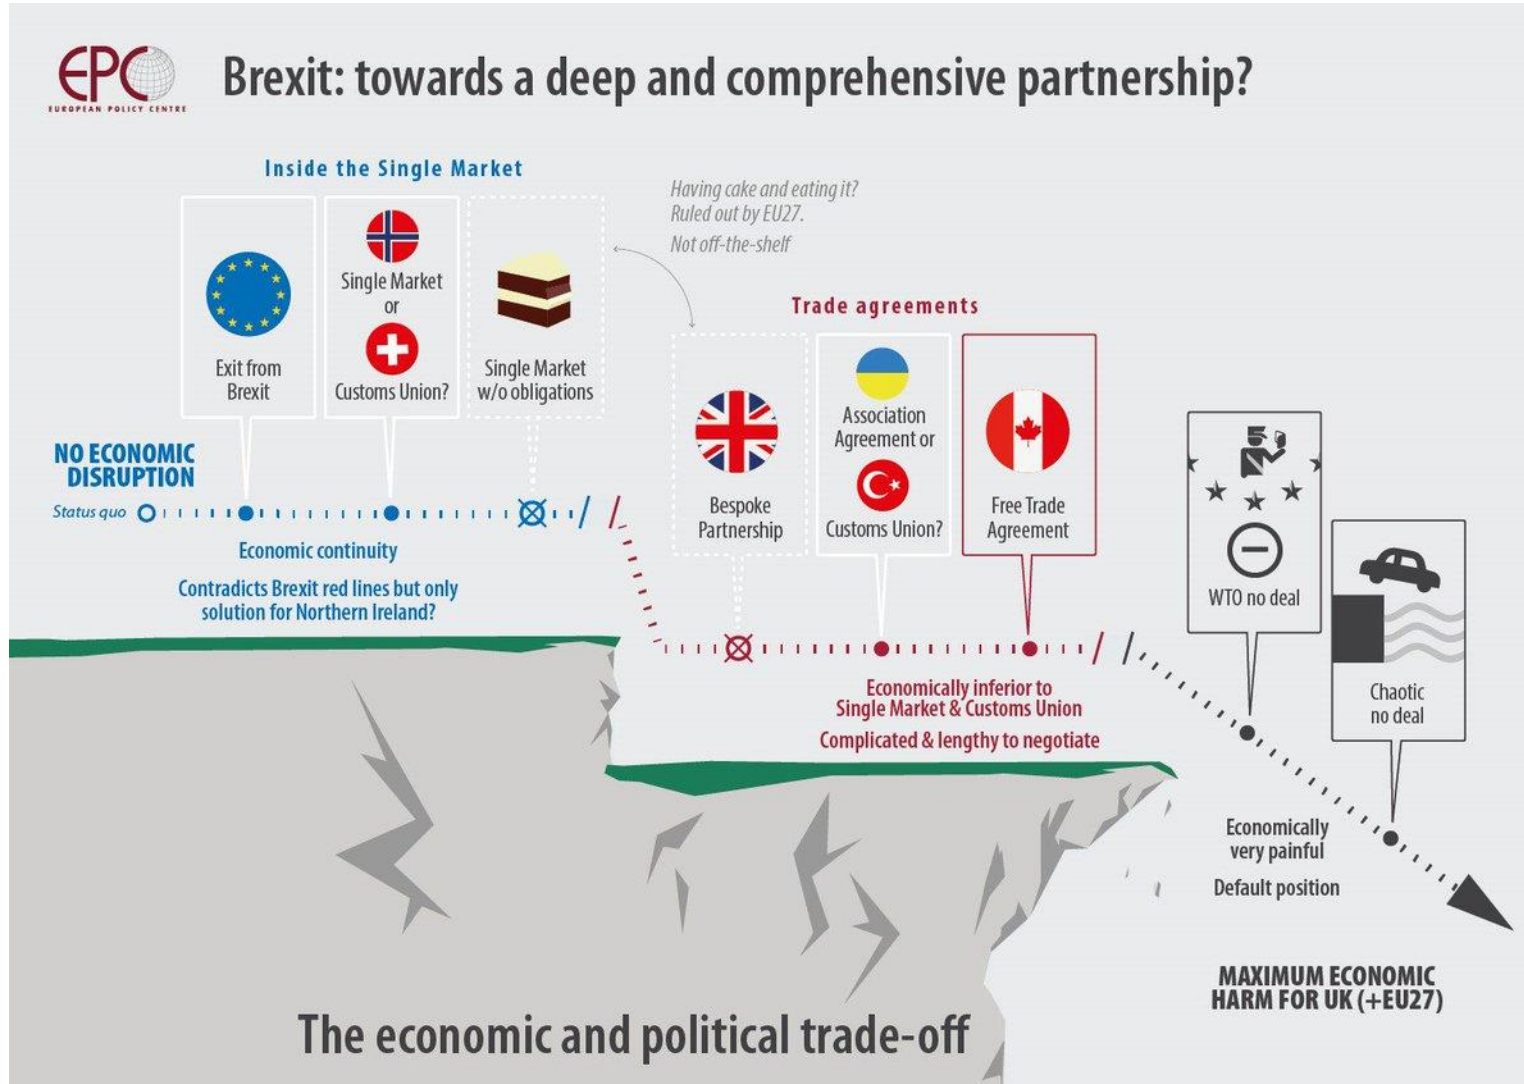 EPC
EUROPEAN POLICY CENTRE
Brexit: towards a deep and comprehensive partnership?
Inside the Single Market
Exit from
Brexit
Single Market
or
Customs Union?
Single Market
w/o obligations
Having cake and eating it?
Ruled out by EU27.
Not off-the-shelf
Trade agreements
Bespoke
Partnership
Association
Agreement or
Customs Union?
Free Trade
Agreement
WTO no deal
Chaotic
no deal
NO ECONOMIC
DISRUPTION
Status quo
Economic continuity
Contradicts Brexit red lines but only
solution for Northern Ireland?
Economically inferior to
Single Market & Customs Union
Complicated & lengthy to negotiate
Economically
very painful
Default position
MAXIMUM ECONOMIC
HARM FOR UK (+EU27)
The economic and political trade-off